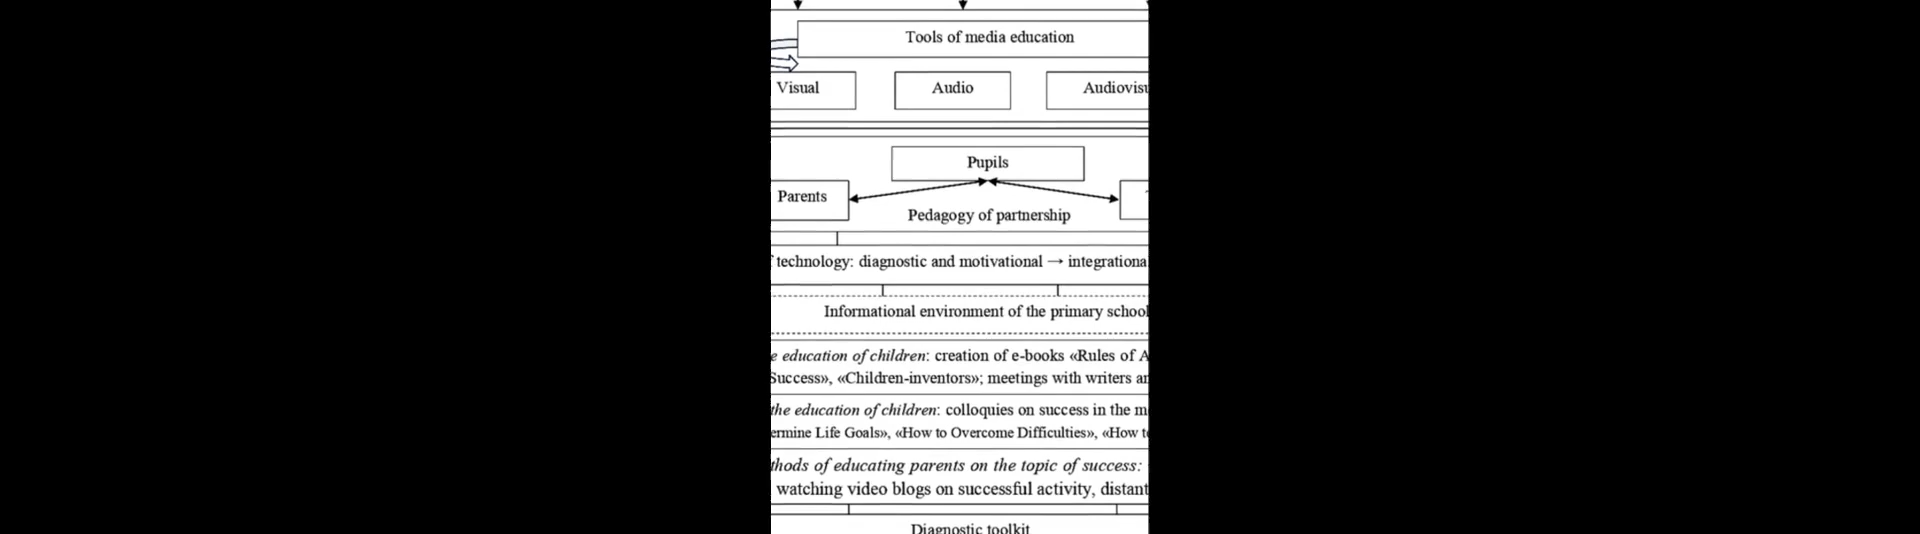 Tools of media education
Visual Audio Audiovisu
Pupils
Parents
Pedagogy of partnership
technology: diagnostic and motivational → integrationa
Informational environment of the primary school
e education of children: creation of e-books «Rules of A
Success», «Children-inventors»; meetings with writers an
the education of children: colloquies on success in the m
ermine Life Goals», «How to Overcome Difficulties», «How to
thods of educating parents on the topic of success:
watching video blogs on successful activity, distant
Diagnostic toolkit